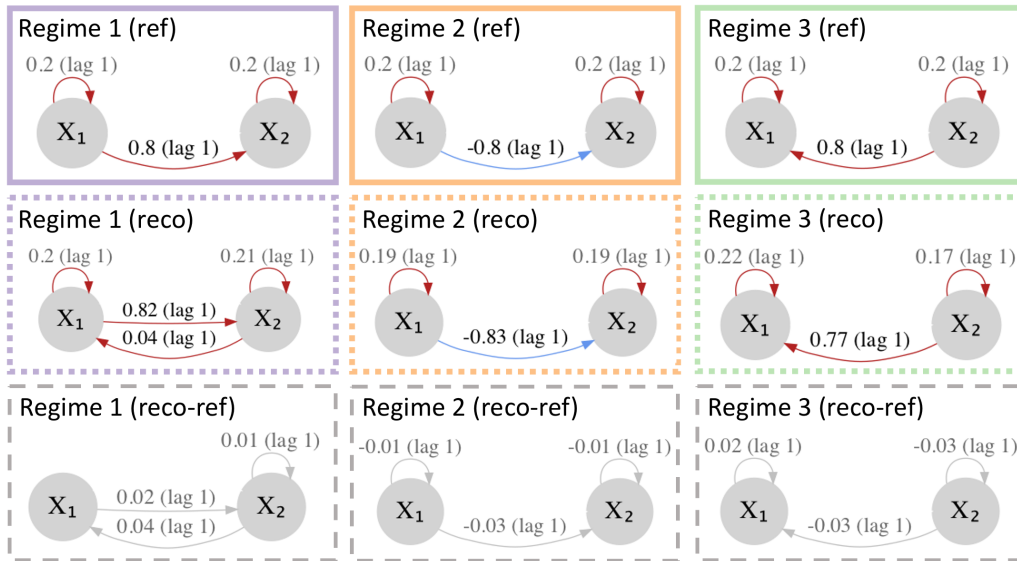 Regime 1 (ref)
0.2 (lag 1)
0.2 (lag 1)
X1
X2
0.8 (lag 1)
Regime 2 (ref)
0.2 (lag 1)
0.2 (lag 1)
X1
X2
-0.8 (lag 1)
Regime 3 (ref)
0.2 (lag 1)
0.2 (lag 1)
X1
X2
0.8 (lag 1)
Regime 1 (reco)
0.2 (lag 1)
0.21 (lag 1)
X1
X2
0.82 (lag 1)
0.04 (lag 1)
Regime 2 (reco)
0.19 (lag 1)
0.19 (lag 1)
X1
X2
-0.83 (lag 1)
Regime 3 (reco)
0.22 (lag 1)
0.17 (lag 1)
X1
X2
0.77 (lag 1)
Regime 1 (reco-ref)
0.01 (lag 1)
X1
X2
0.02 (lag 1)
0.04 (lag 1)
Regime 2 (reco-ref)
-0.01 (lag 1)
-0.01 (lag 1)
X1
X2
-0.03 (lag 1)
Regime 3 (reco-ref)
0.02 (lag 1)
-0.03 (lag 1)
X1
X2
-0.03 (lag 1)